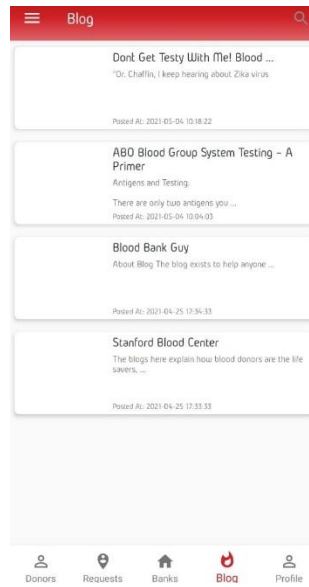 Blog
Dont Get Testy With Me! Blood ...
"Dr. Chaffin, I keep hearing about Zika virus
Posted At: 2021-05-04 10:18:22
ABO Blood Group System Testing – A
Primer
Antigens and Testing:
There are only two antigens you ...
Posted At: 2021-05-04 10:04:03
Blood Bank Guy
About Blog The blog exists to help anyone ...
Posted At: 2021-04-25 17:34:33
Stanford Blood Center
The blogs here explain how blood donors are the life
savers, ...
Posted At: 2021-04-25 17:33:33
Donors Requests Banks Blog Profile